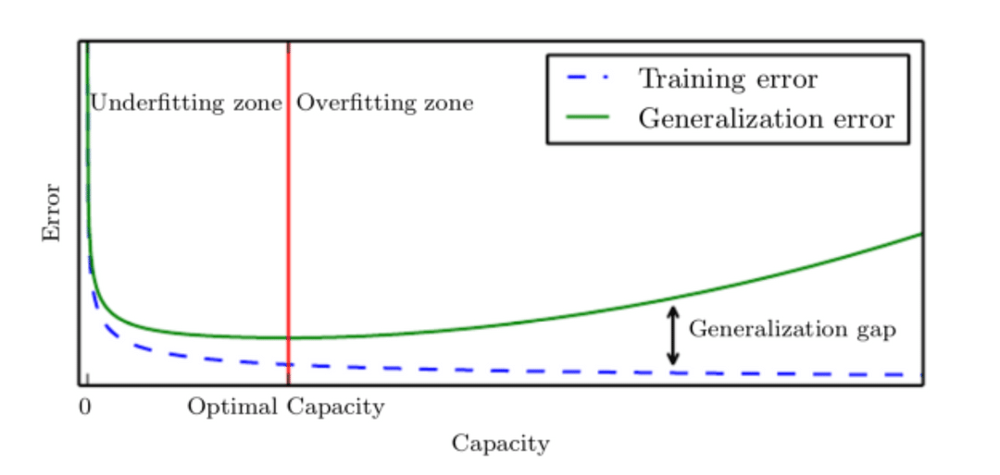 Training error
Generalization error
Underfitting zone
Overfitting zone
Error
Generalization gap
0
Optimal Capacity
Capacity